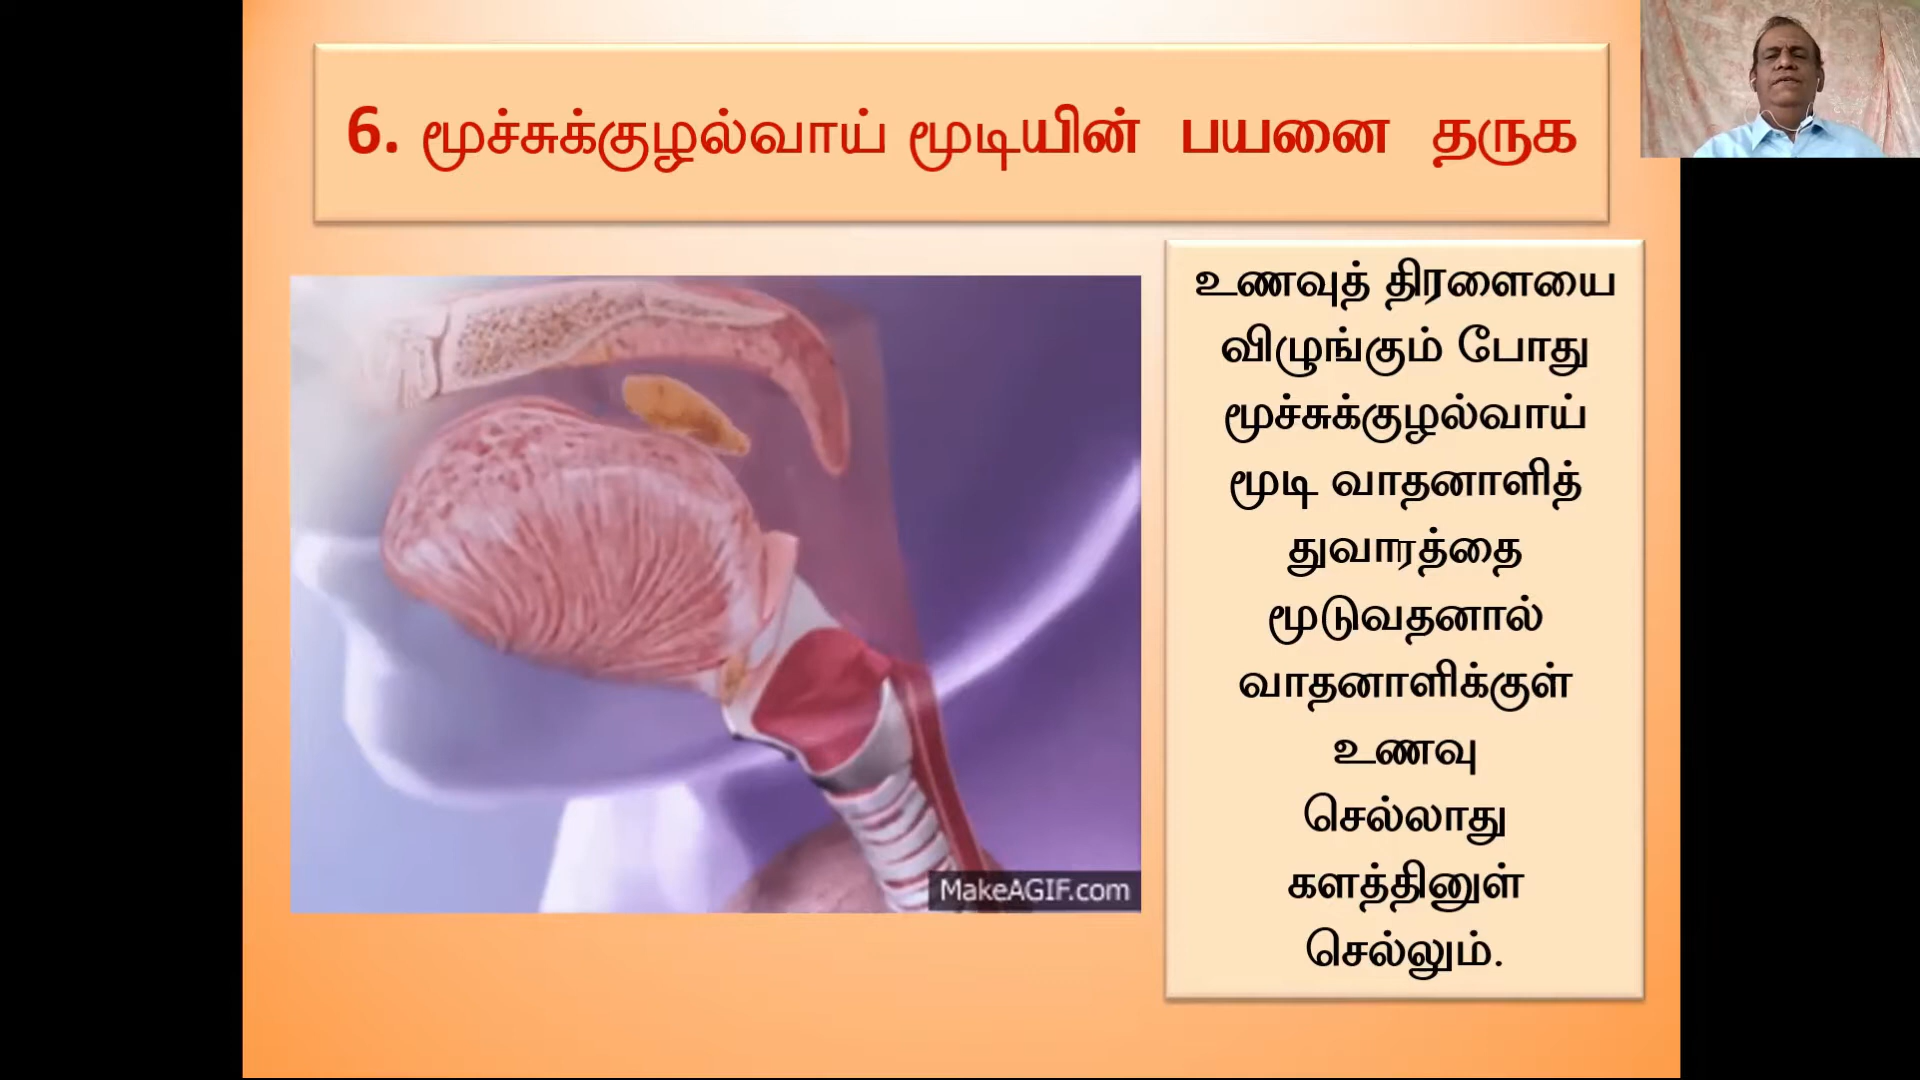 6. மூச்சுக்குழல்வாய் மூடியின் பயனை தருக
உணவுத் திரளையை
விழுங்கும் போது
மூச்சுக்குழல்வாய்
மூடி வாதனாளித்
துவாரத்தை
மூடுவதனால்
வாதனாளிக்குள்
உணவு
செல்லாது
களத்தினுள்
செல்லும்.
MakeAGIF.com